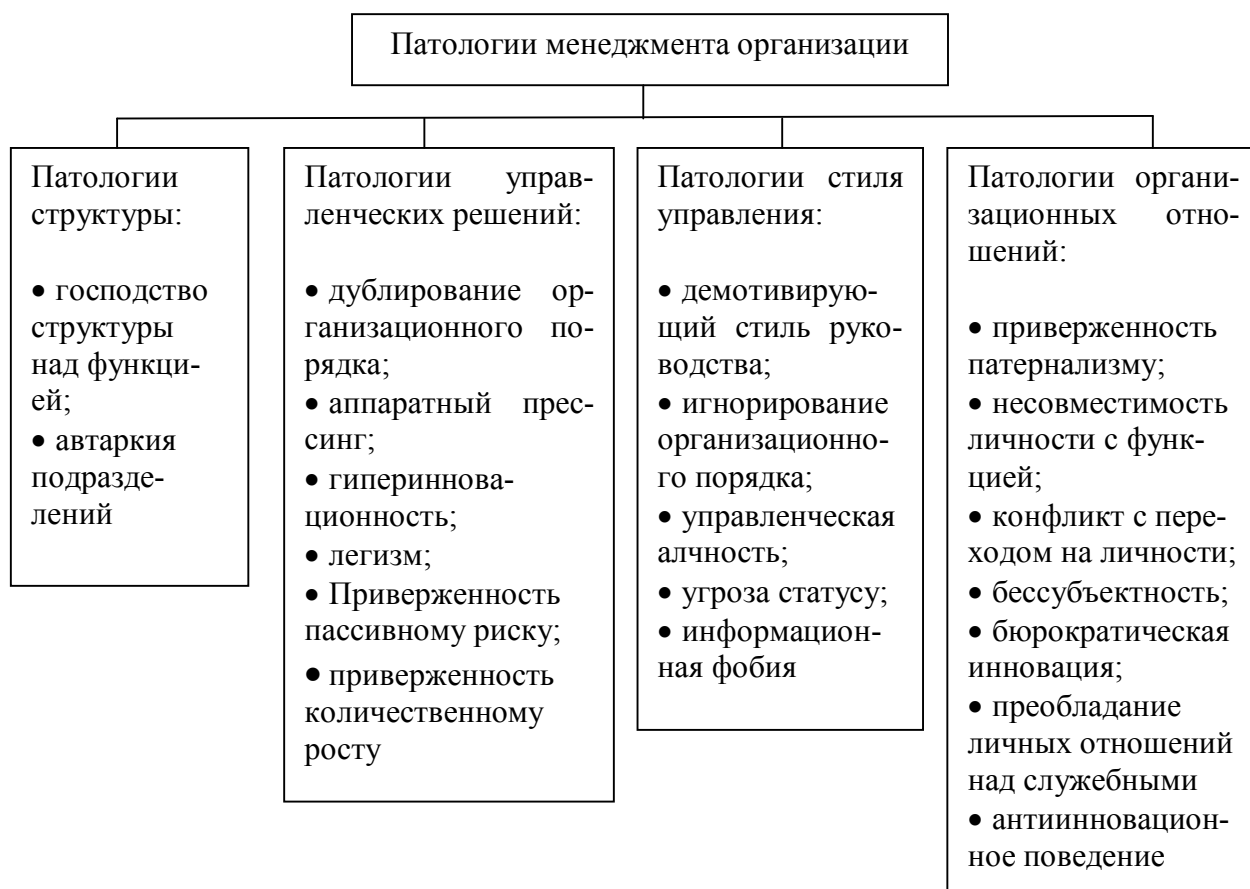 Патологии менеджмента организации
Патологии
структуры:
• господство
структуры
над функци-
ей;
• автаркия
подразде-
лений
Патологии управ-
ленческих решений:
• дублирование ор-
ганизационного по-
рядка;
• аппаратный прес-
синг;
• гиперинноваци-
ационность;
• легизм;
• Приверженность
пассивному риску;
• приверженность
количественному
росту
Патологии стиля
управления:
• демотивирую-
щий стиль руко-
водства;
• игнорирование
организационно-
го порядка;
• управленческая
алчность;
• угроза статусу;
• информацион-
ная фобия
Патологии органи-
зационных отно-
шений:
• приверженность
патернализму;
• несовместимость
личности с функ-
цией;
• конфликт с пере-
ходом на личности;
• бессубъектность;
• бюрократическая
инновация;
• преобладание
личных отношений
над служебными
• антиинновацион-
ное поведение